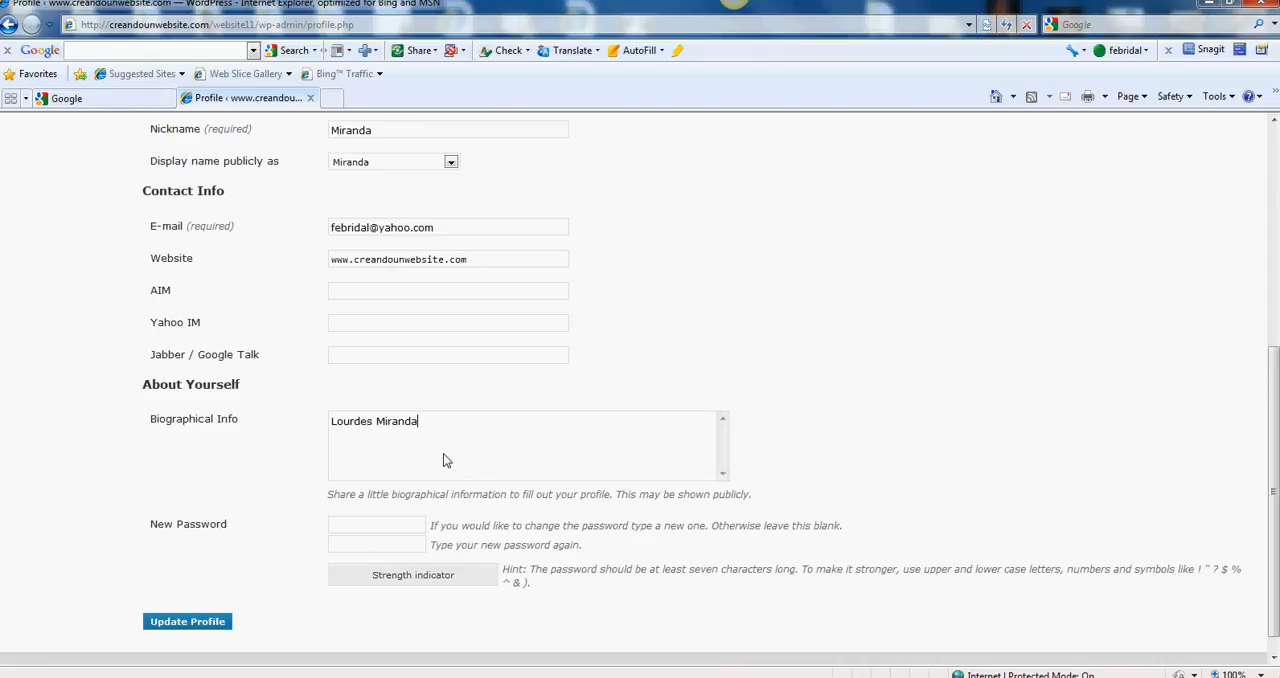 www.creandounwebsite.com — WordPress - Internet Explorer, optimized for Bing and MSN
http://creandounwebsite.com/website11/wp-admin/profile.php
Google
Google Search Share Check Translate AutoFill febridal Snagit
Favorites Suggested Sites Web Slice Gallery Bing™ Traffic
Google Profile ‹ www.creandou... Page Safety Tools
Nickname (required) Miranda
Display name publicly as Miranda
Contact Info
E-mail (required) febridal@yahoo.com
Website www.creandounwebsite.com
AIM
Yahoo IM
Jabber / Google Talk
About Yourself
Biographical Info Lourdes Miranda
Share a little biographical information to fill out your profile. This may be shown publicly.
New Password If you would like to change the password type a new one. Otherwise leave this blank.
Type your new password again.
Strength indicator Hint: The password should be at least seven characters long. To make it stronger, use upper and lower case letters, numbers and symbols like ! " ? $ %
^ & ).
Update Profile
Internet | Protected Mode: On 100%